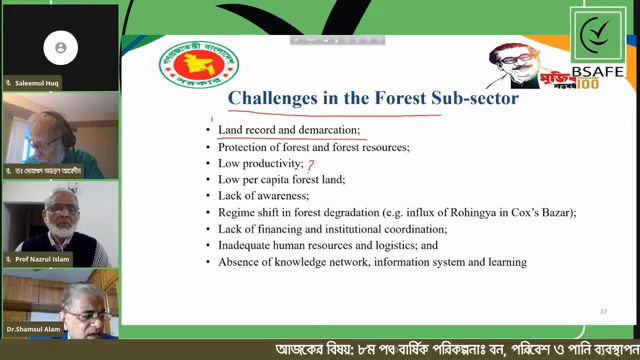 Saleemul Huq
Prof Nazrul Islam
Dr.Shamsul Alam
BSAFE
100
Challenges in the Forest Sub-sector
• Land record and demarcation;
• Protection of forest and forest resources;
• Low productivity; ?
• Low per capita forest land;
• Lack of awareness;
• Regime shift in forest degradation (e.g. influx of Rohingya in Cox's Bazar);
• Lack of financing and institutional coordination;
• Inadequate human resources and logistics; and
• Absence of knowledge network, information system and learning
22
আজকের বিষয়: ৮ম পঞ্চ বার্ষিক পরিকল্পনাঃ বন, পরিবেশ ও পানি ব্যবস্থাপন